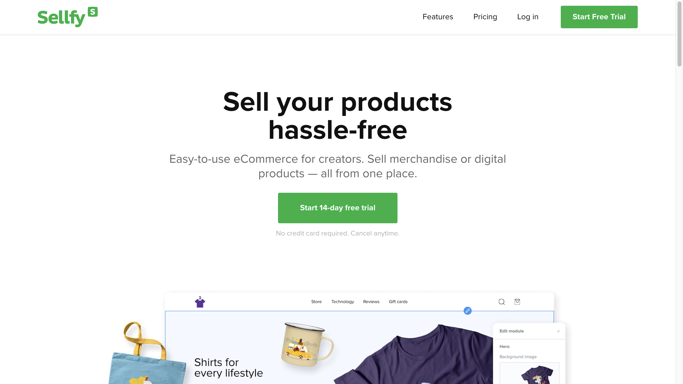 Sellfy S
Features Pricing Log in Start Free Trial
Sell your products
hassle-free
Easy-to-use eCommerce for creators. Sell merchandise or digital
products — all from one place.
Start 14-day free trial
No credit card required. Cancel anytime.
Store Technology Reviews Gift cards
Edit module
Hero
Background image
Shirts for
every lifestyle